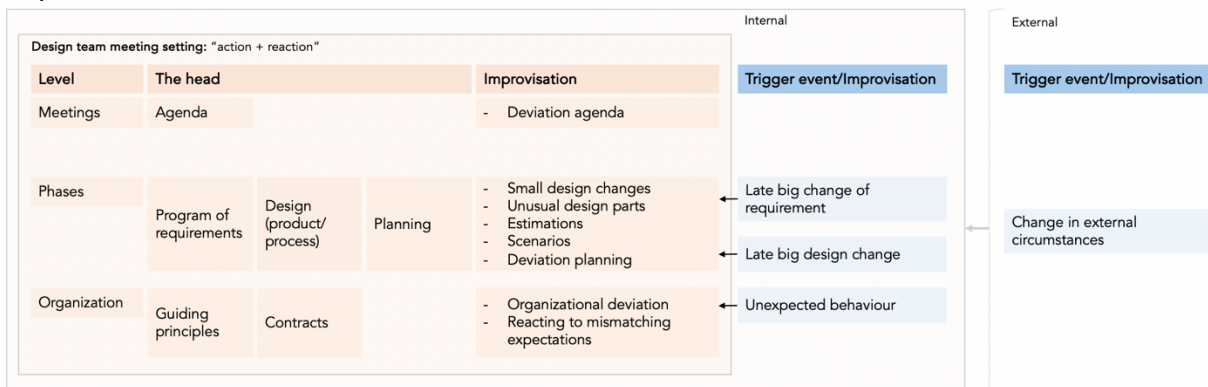 Internal
External
Design team meeting setting: “action + reaction”
Level
The head
Improvisation
Trigger event/Improvisation
Trigger event/Improvisation
Meetings
Agenda
- Deviation agenda
Phases
Program of
requirements
Design
(product/
process)
Planning
- Small design changes
- Unusual design parts
- Estimations
- Scenarios
- Deviation planning
Late big change of
requirement
Late big design change
Change in external
circumstances
Organization
Guiding
principles
Contracts
- Organizational deviation
- Reacting to mismatching
expectations
Unexpected behaviour